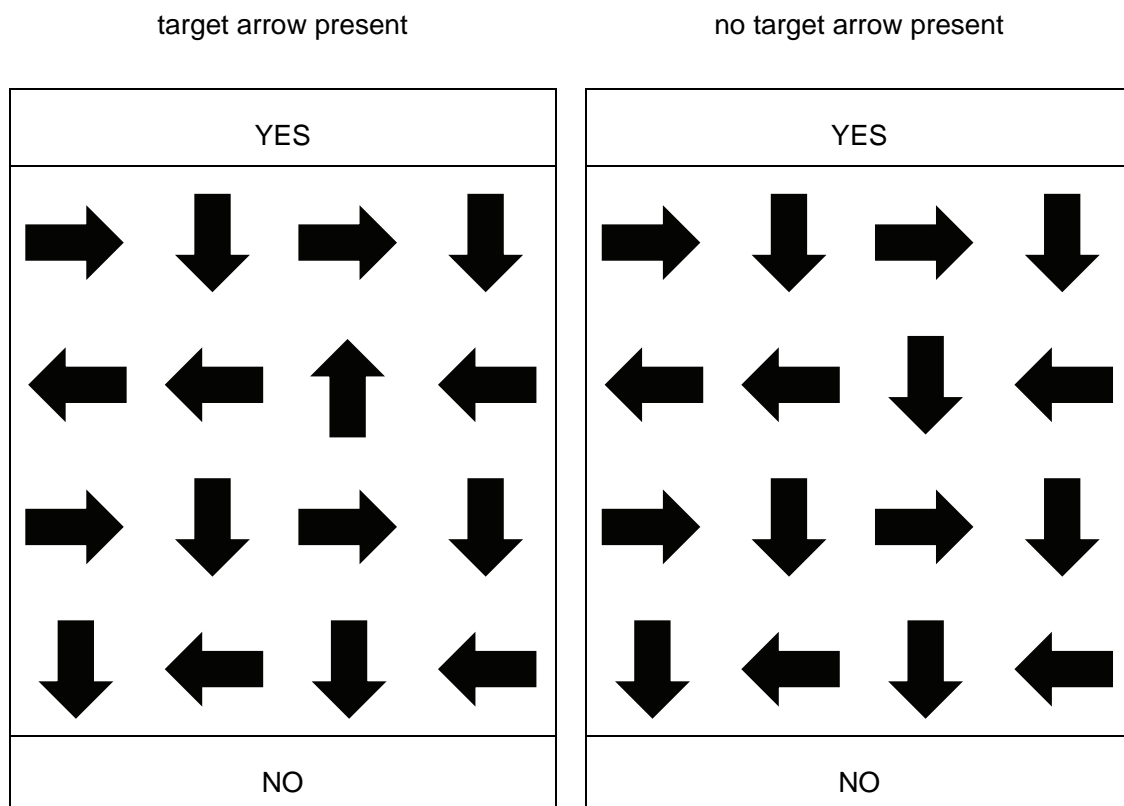 target arrow present
no target arrow present
YES
YES
NO
NO